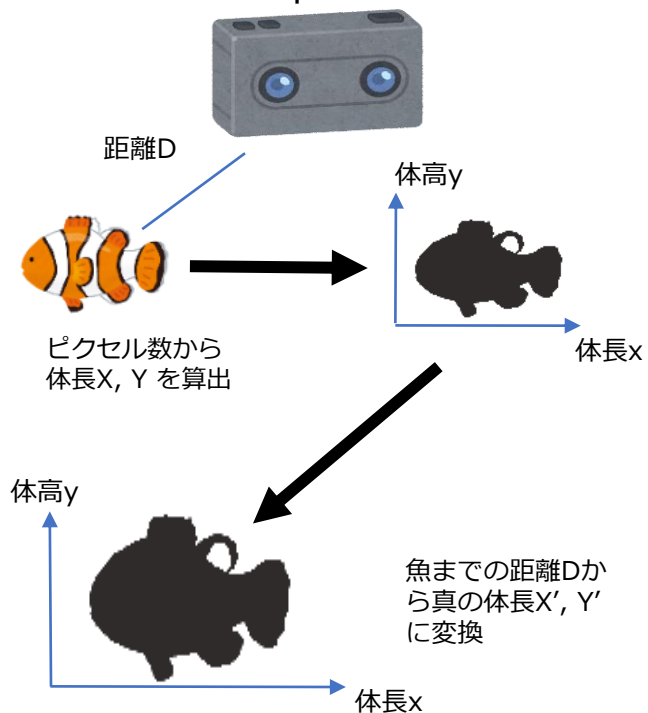 距離D
体高y
ピクセル数から
体長X, Y を算出
体長x
体高y
魚までの距離Dか
ら真の体長X’, Y’
に変換
体長x